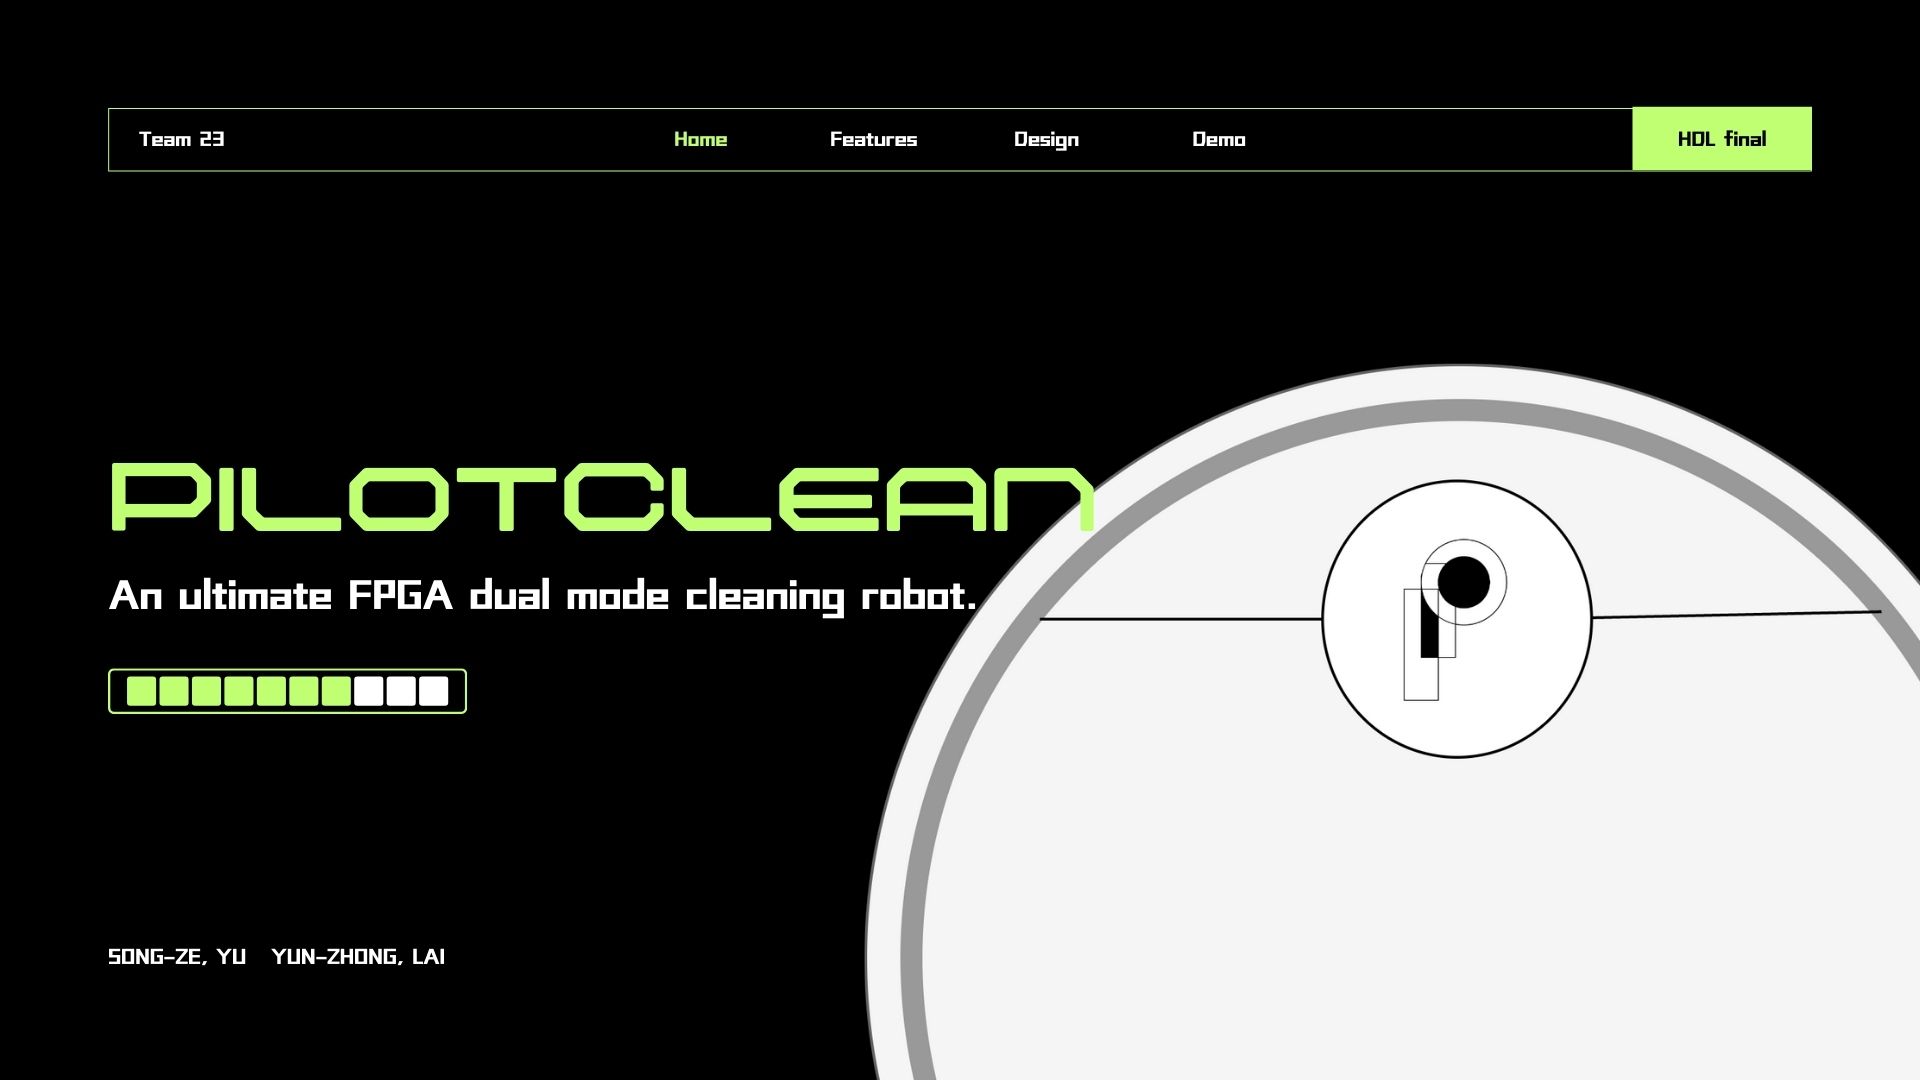 Team 23 Home Features Design Demo HDL final
PILOTCLEAN
An ultimate FPGA dual mode cleaning robot.
SONG-ZE, YU YUN-ZHONG, LAI